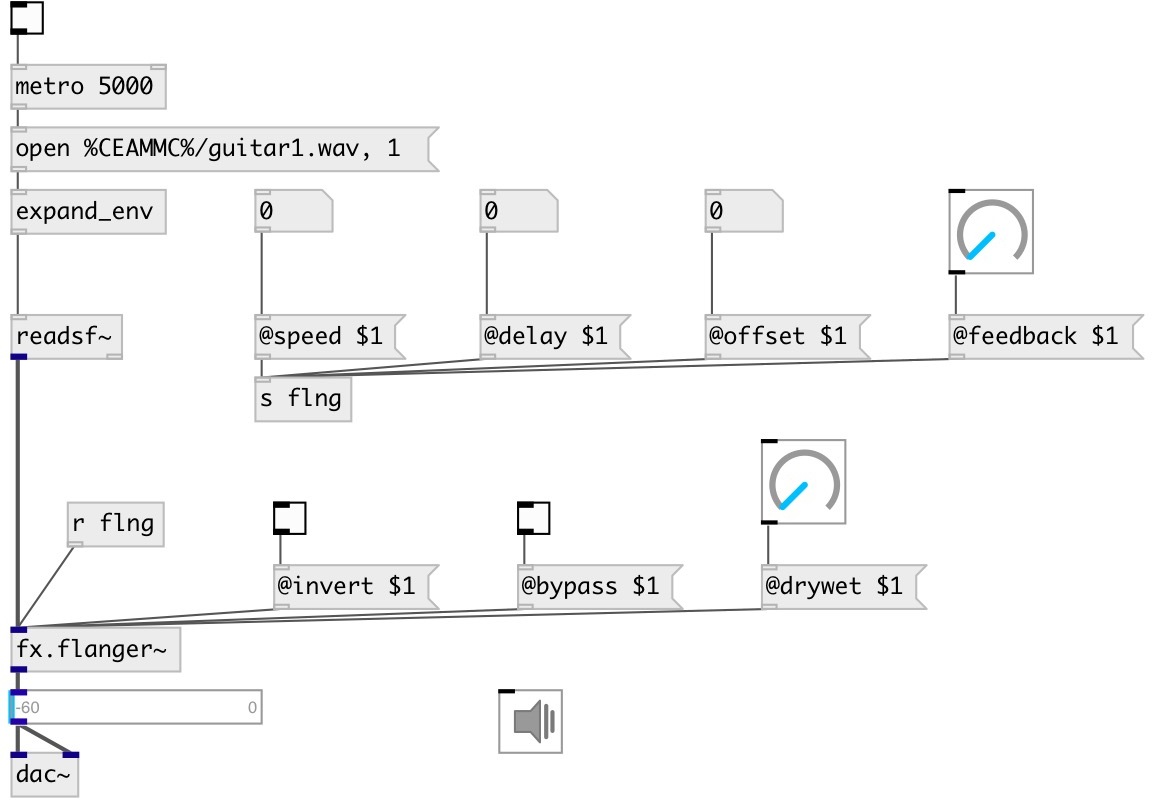 metro 5000
open %CEAMMC%/guitar1.wav, 1
expand_env
0
0
0
readsf~
@speed $1
@delay $1
@offset $1
@feedback $1
s flng
r flng
@invert $1
@bypass $1
@drywet $1
fx.flanger~
-60 0
dac~